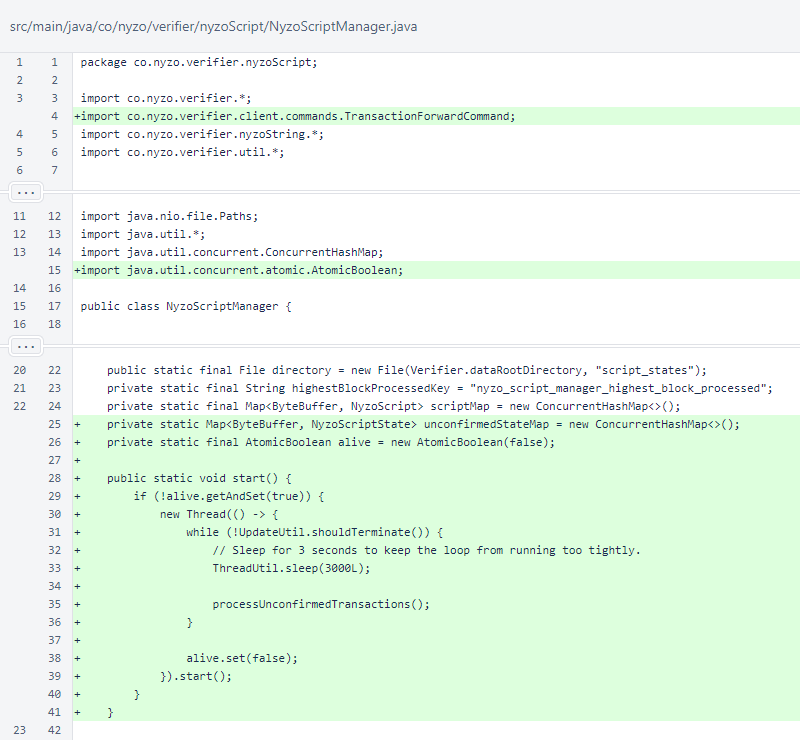 src/main/java/co/nyzo/verifier/nyzoScript/NyzoScriptManager.java
1 1 package co.nyzo.verifier.nyzoScript;
2 2
3 3 import co.nyzo.verifier.*;
4 +import co.nyzo.verifier.client.commands.TransactionForwardCommand;
4 5 import co.nyzo.verifier.nyzoString.*;
5 6 import co.nyzo.verifier.util.*;
6 7
...
11 12 import java.nio.file.Paths;
12 13 import java.util.*;
13 14 import java.util.concurrent.ConcurrentHashMap;
15 +import java.util.concurrent.atomic.AtomicBoolean;
14 16
15 17 public class NyzoScriptManager {
16 18
...
20 22 public static final File directory = new File(Verifier.dataRootDirectory, "script_states");
21 23 private static final String highestBlockProcessedKey = "nyzo_script_manager_highest_block_processed";
22 24 private static final Map<ByteBuffer, NyzoScript> scriptMap = new ConcurrentHashMap<>();
25 + private static Map<ByteBuffer, NyzoScriptState> unconfirmedStateMap = new ConcurrentHashMap<>();
26 + private static final AtomicBoolean alive = new AtomicBoolean(false);
27 +
28 + public static void start() {
29 + if (!alive.getAndSet(true)) {
30 + new Thread(() -> {
31 + while (!UpdateUtil.shouldTerminate()) {
32 + // Sleep for 3 seconds to keep the loop from running too tightly.
33 + ThreadUtil.sleep(3000L);
34 +
35 + processUnconfirmedTransactions();
36 + }
37 +
38 + alive.set(false);
39 + }).start();
40 + }
41 + }
23 42